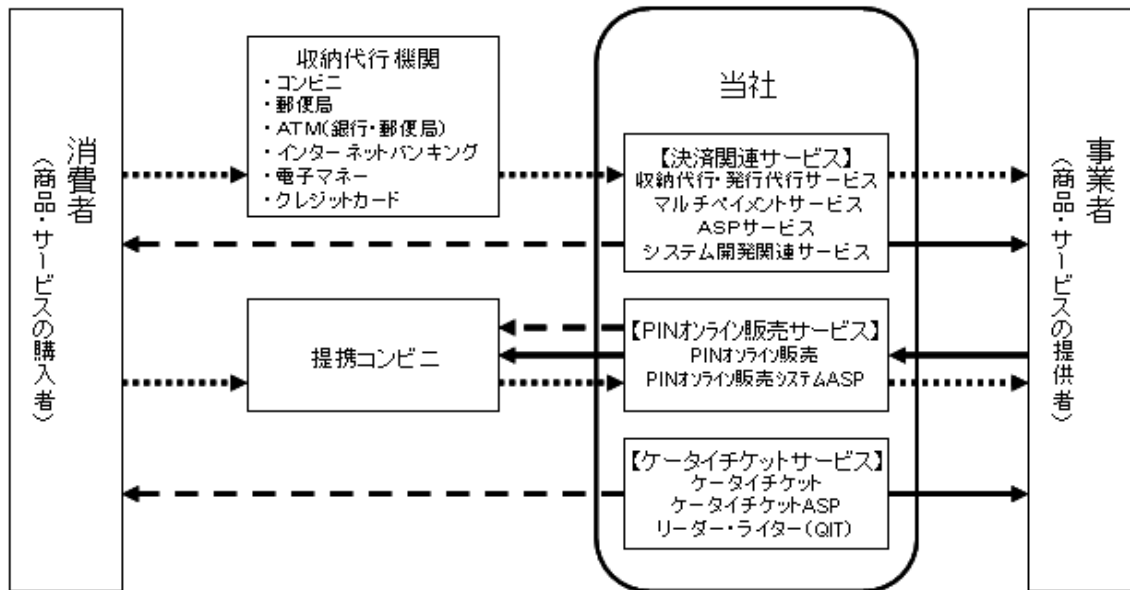 消費者
(商品・サービスの購入者)
収納代行機関
・コンビニ
・郵便局
・ATM(銀行・郵便局)
・インターネットバンキング
・電子マネー
・クレジットカード
提携コンビニ
当社
【決済関連サービス】
収納代行・発行代行サービス
マルチペイメントサービス
ASPサービス
システム開発関連サービス
【PINオンライン販売サービス】
PINオンライン販売
PINオンライン販売システムASP
【ケータイチケットサービス】
ケータイチケット
ケータイチケットASP
リーダー・ライター(QIT)
事業者
(商品・サービスの提供者)